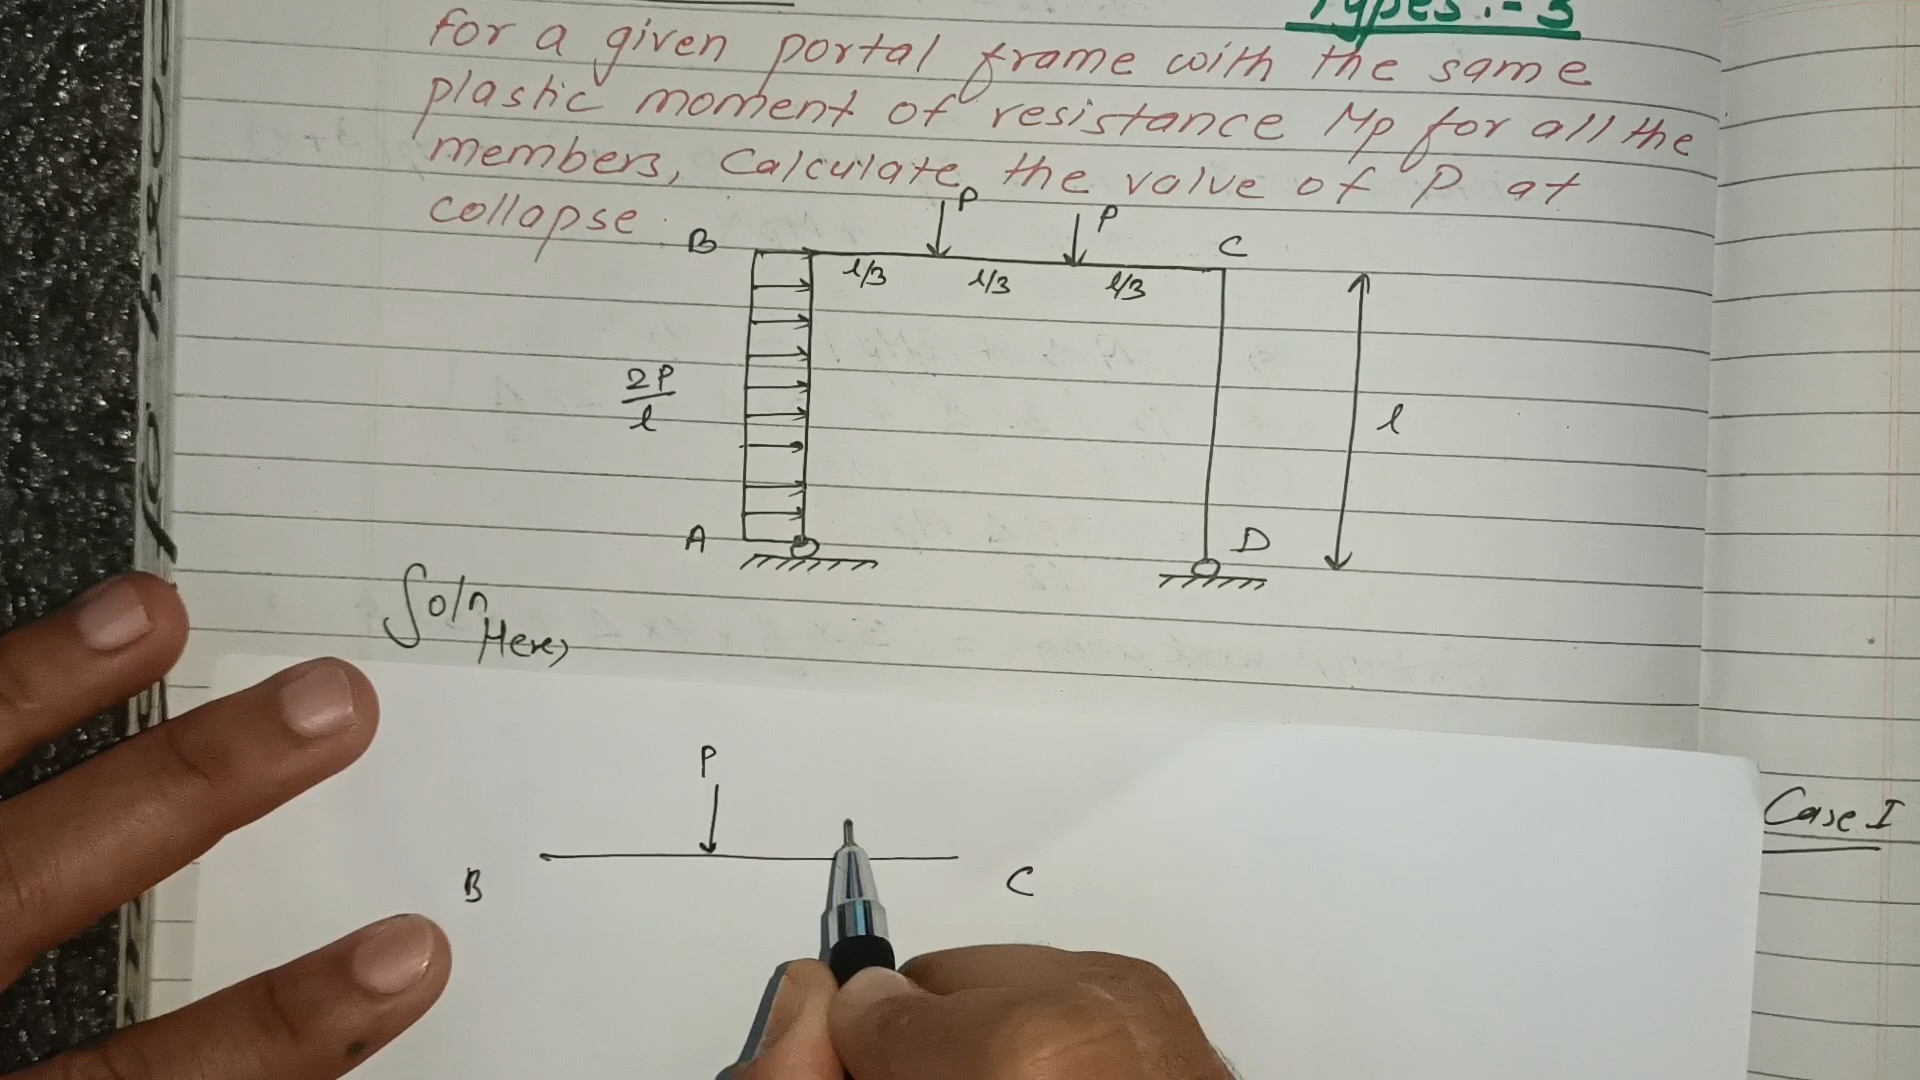 Types:- 3
for a given portal frame with the same
plastic moment of resistance Mp for all the
members, Calculate the value of P at
collapse.
P
P
B
C
l/3
l/3
l/3
2P
l
l
A
D
Soln
Here,
P
Case I
B
C